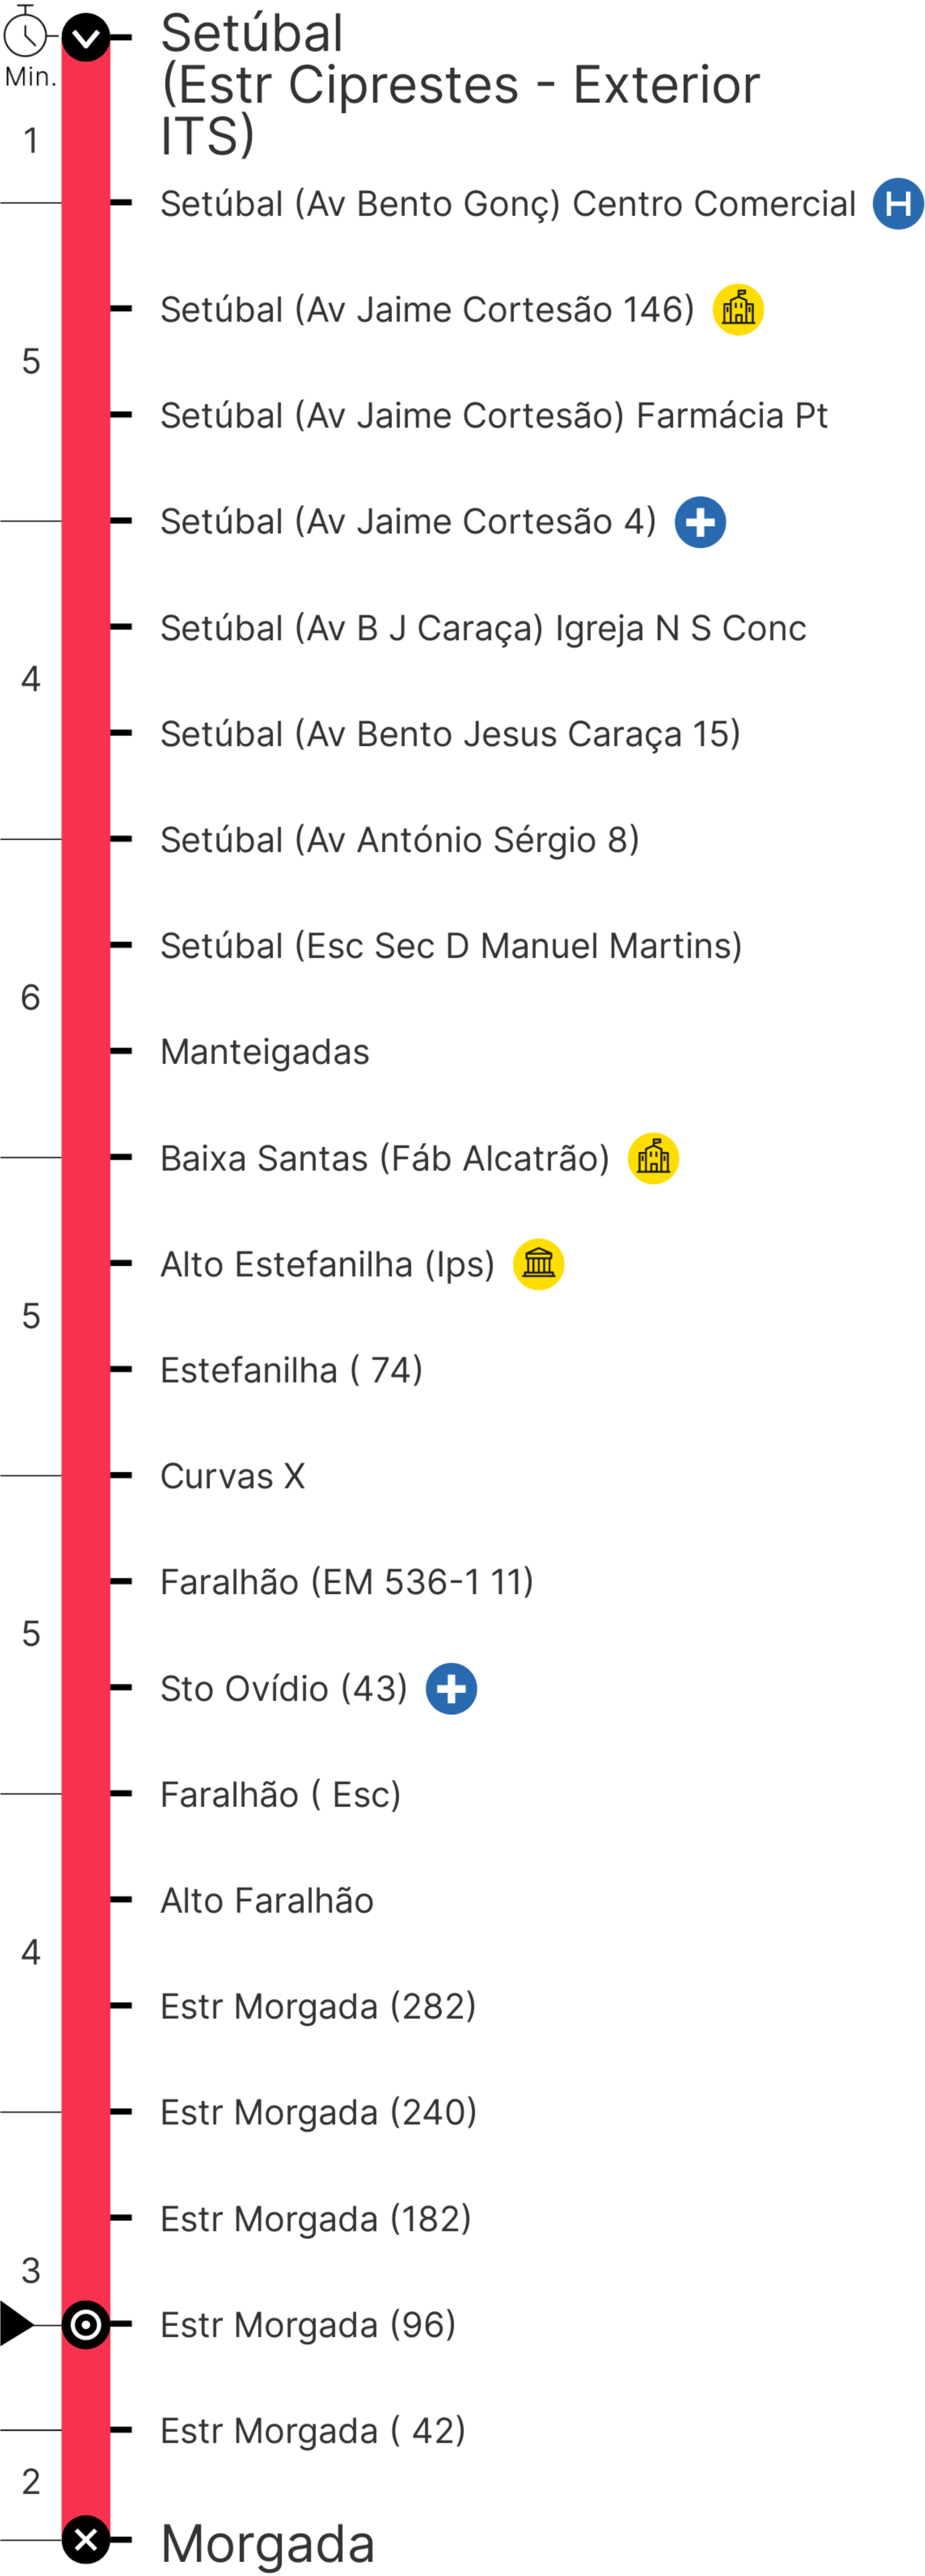 Min.
Setúbal
(Estr Ciprestes - Exterior
ITS)
1
Setúbal (Av Bento Gonç) Centro Comercial H
Setúbal (Av Jaime Cortesão 146)
5
Setúbal (Av Jaime Cortesão) Farmácia Pt
Setúbal (Av Jaime Cortesão 4)
Setúbal (Av B J Caraça) Igreja N S Conc
4
Setúbal (Av Bento Jesus Caraça 15)
Setúbal (Av António Sérgio 8)
Setúbal (Esc Sec D Manuel Martins)
6
Manteigadas
Baixa Santas (Fáb Alcatrão)
Alto Estefanilha (Ips)
5
Estefanilha ( 74)
Curvas X
Faralhão (EM 536-1 11)
5
Sto Ovídio (43)
Faralhão ( Esc)
Alto Faralhão
4
Estr Morgada (282)
Estr Morgada (240)
Estr Morgada (182)
3
Estr Morgada (96)
Estr Morgada ( 42)
2
Morgada